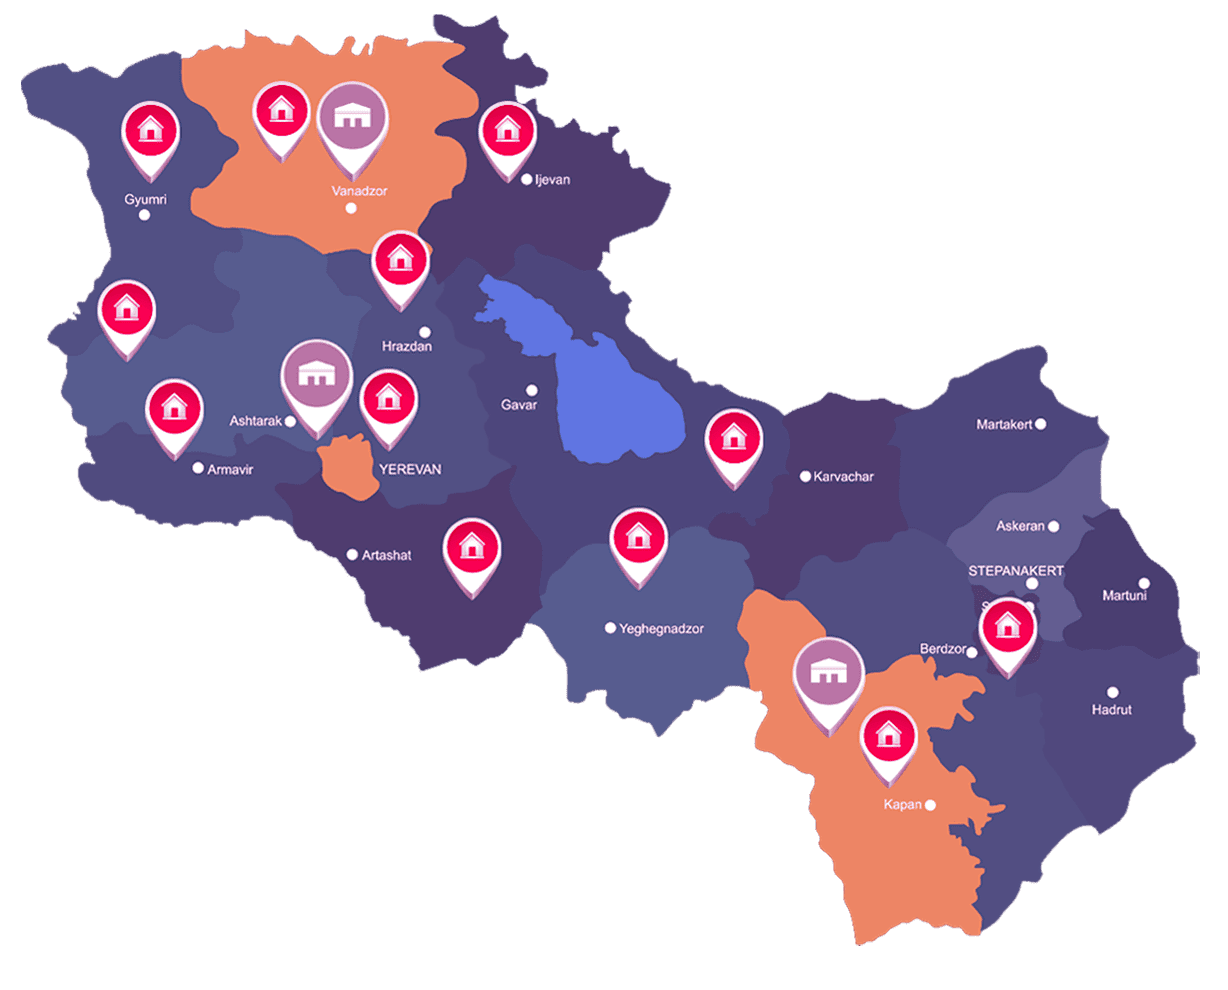 Ijevan
Vanadzor
Gyumri
Hrazdan
Gavar
Ashtarak
Martakert
YEREVAN
Armavir
Karvachar
Askeran
Artashat
STEPANAKERT
Martuni
Yeghegnadzor
Berdzor
Hadrut
Kapan